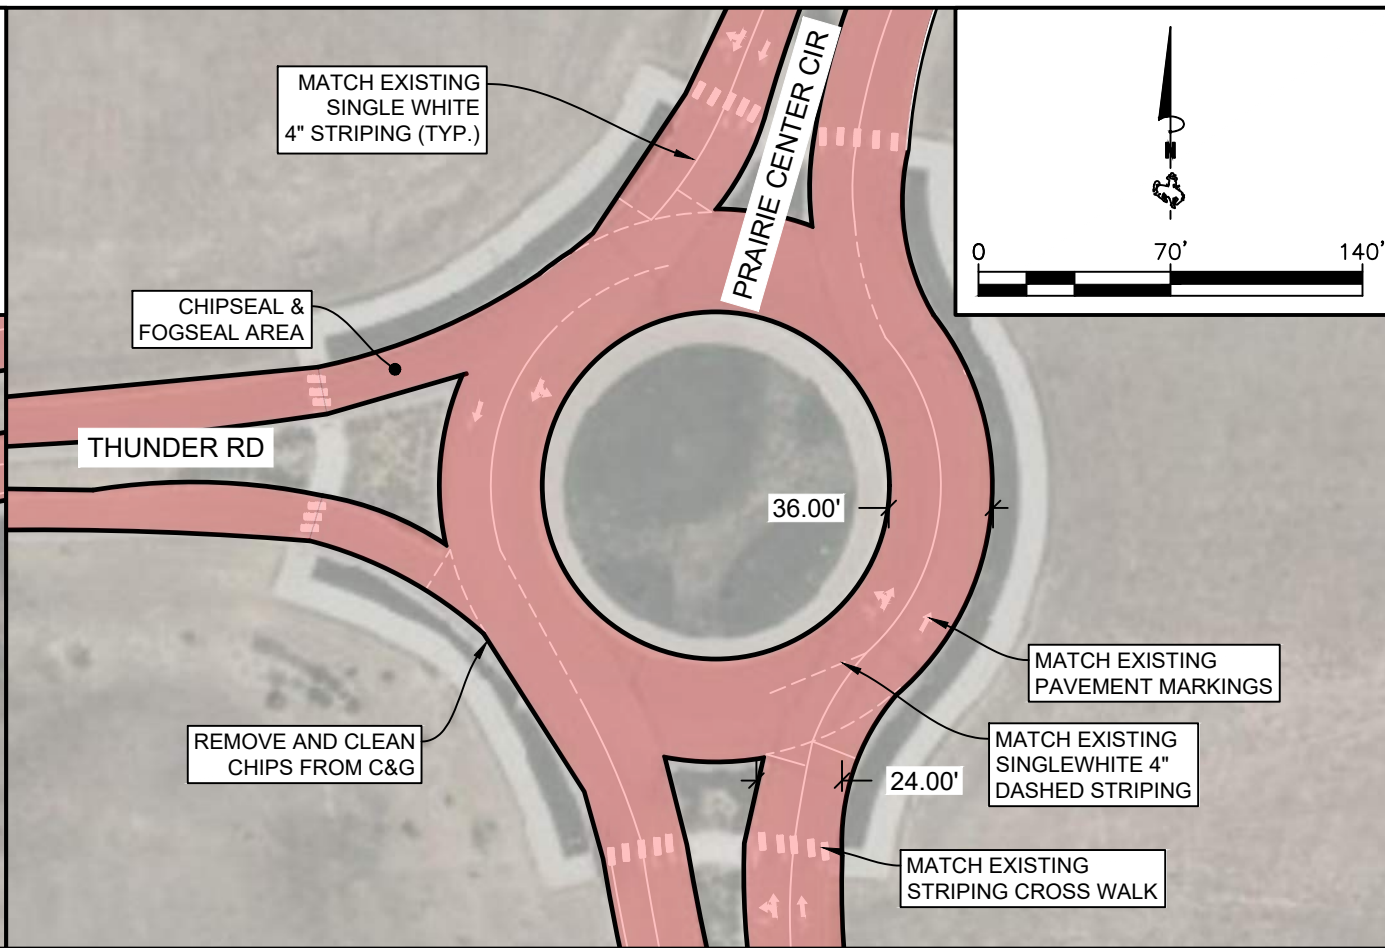 MATCH EXISTING
SINGLE WHITE
4" STRIPING (TYP.)
PRAIRIE CENTER CIR
N
0 70' 140'
CHIPSEAL &
FOGSEAL AREA
THUNDER RD
36.00'
MATCH EXISTING
PAVEMENT MARKINGS
REMOVE AND CLEAN
CHIPS FROM C&G
MATCH EXISTING
SINGLEWHITE 4"
DASHED STRIPING
24.00'
MATCH EXISTING
STRIPING CROSS WALK